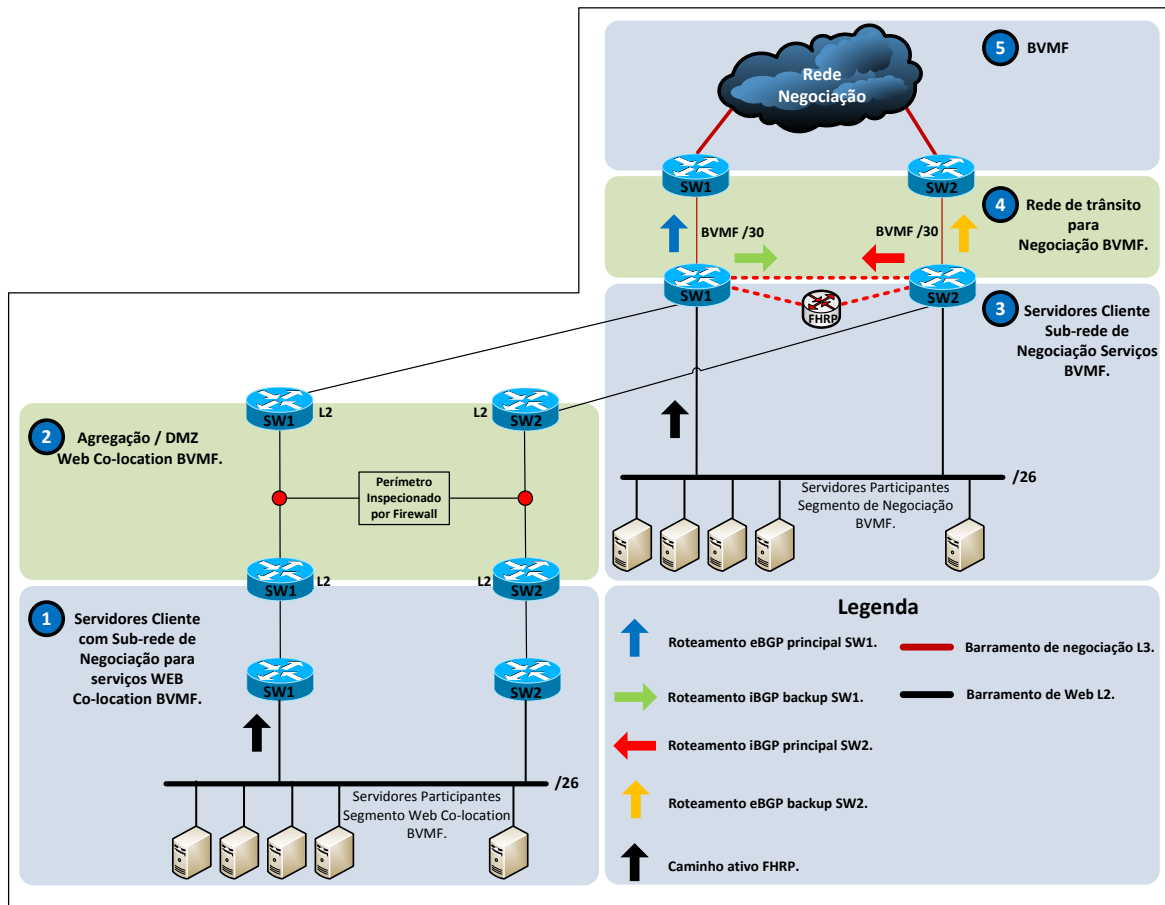 5
BVMF
Rede
Negociação
SW1
SW2
4
Rede de trânsito
para
Negociação BVMF.
BVMF /30
BVMF /30
SW1
SW2
FHRP
3
Servidores Cliente
Sub-rede de
Negociação Serviços
BVMF.
/26
Servidores Participantes
Segmento de Negociação
BVMF.
2
Agregação / DMZ
Web Co-location BVMF.
SW1
L2
L2
SW2
Perímetro
Inspecionado
por Firewall
SW1
L2
L2
SW2
1
Servidores Cliente
com Sub-rede de
Negociação para
serviços WEB
Co-location BVMF.
SW1
SW2
/26
Servidores Participantes
Segmento Web Co-location
BVMF.
Legenda
Roteamento eBGP principal SW1.
Barramento de negociação L3.
Roteamento iBGP backup SW1.
Barramento de Web L2.
Roteamento iBGP principal SW2.
Roteamento eBGP backup SW2.
Caminho ativo FHRP.